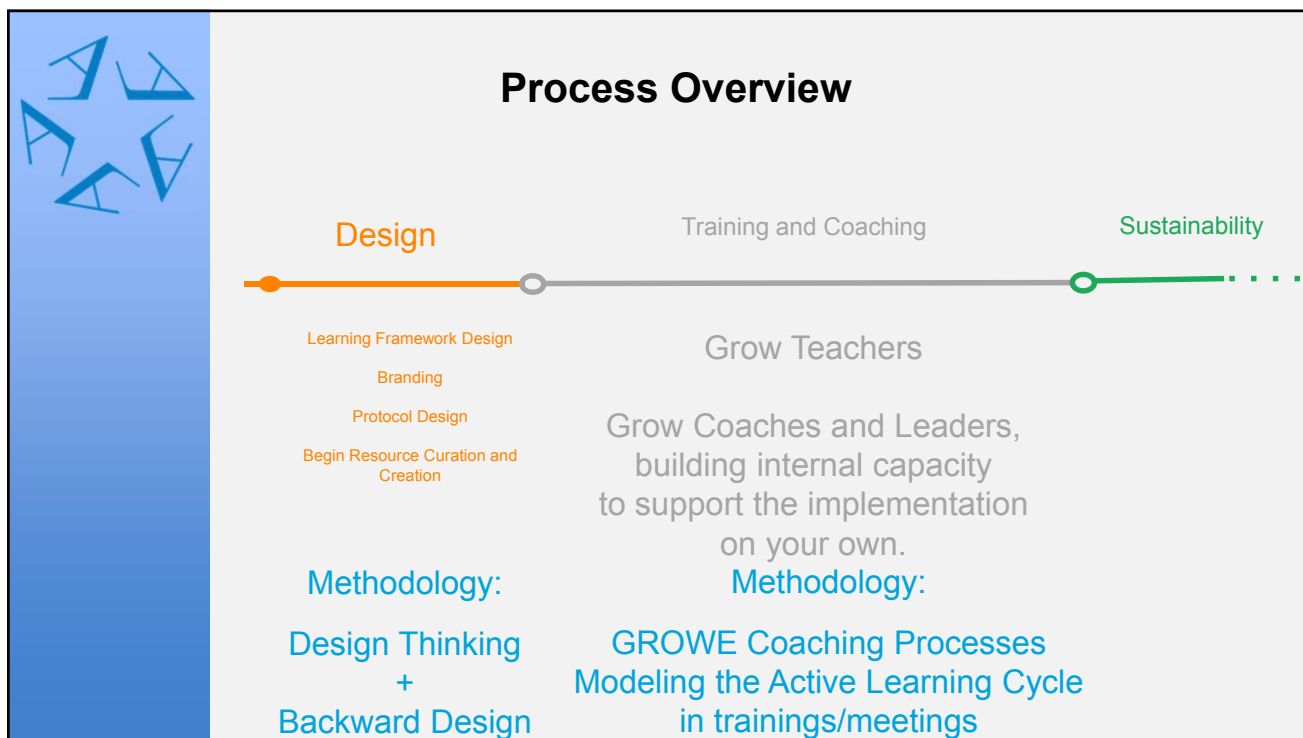 Process Overview
Design
Training and Coaching
Sustainability
Learning Framework Design
Branding
Protocol Design
Begin Resource Curation and
Creation
Grow Teachers
Grow Coaches and Leaders,
building internal capacity
to support the implementation
on your own.
Methodology:
Design Thinking
+
Backward Design
Methodology:
GROWE Coaching Processes
Modeling the Active Learning Cycle
in trainings/meetings